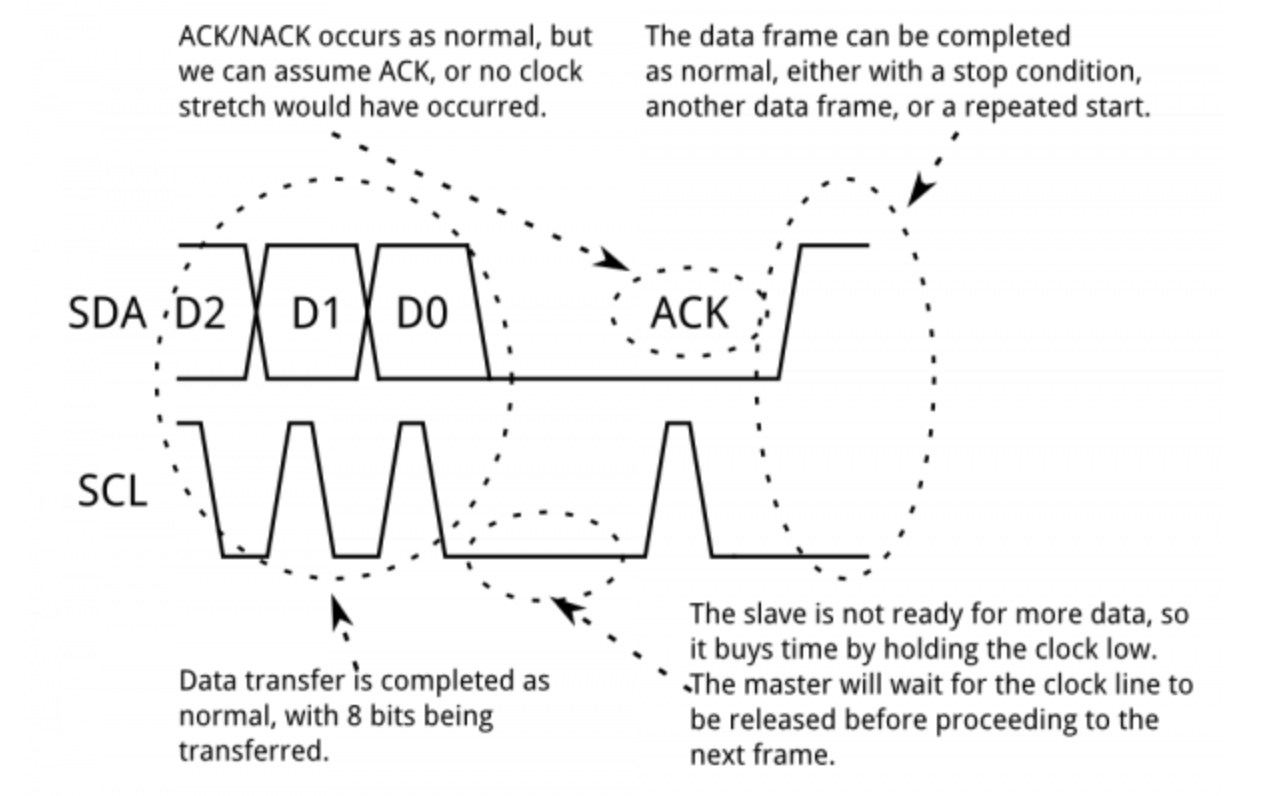 ACK/NACK occurs as normal, but
we can assume ACK, or no clock
stretch would have occurred.
The data frame can be completed
as normal, either with a stop condition,
another data frame, or a repeated start.
SDA
D2
D1
D0
ACK
SCL
Data transfer is completed as
normal, with 8 bits being
transferred.
The slave is not ready for more data, so
it buys time by holding the clock low.
The master will wait for the clock line to
be released before proceeding to the
next frame.